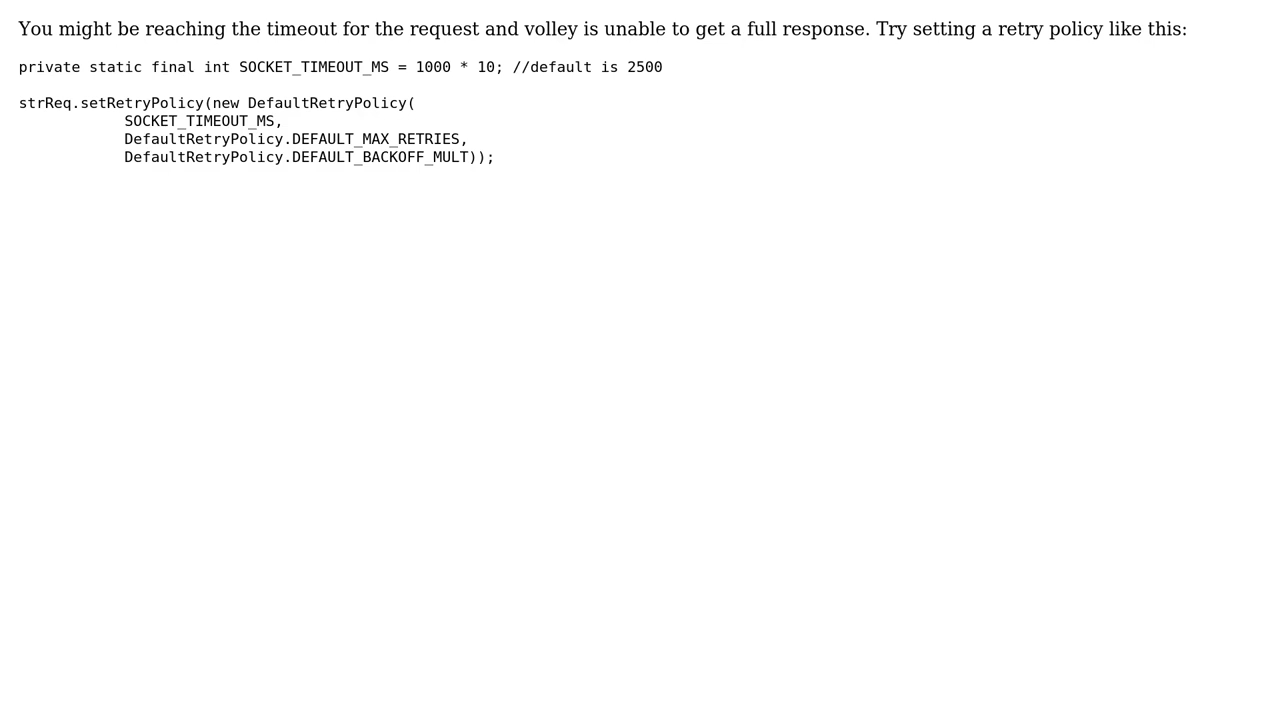 You might be reaching the timeout for the request and volley is unable to get a full response. Try setting a retry policy like this:
private static final int SOCKET_TIMEOUT_MS = 1000 * 10; //default is 2500
strReq.setRetryPolicy(new DefaultRetryPolicy(
            SOCKET_TIMEOUT_MS,
            DefaultRetryPolicy.DEFAULT_MAX_RETRIES,
            DefaultRetryPolicy.DEFAULT_BACKOFF_MULT));